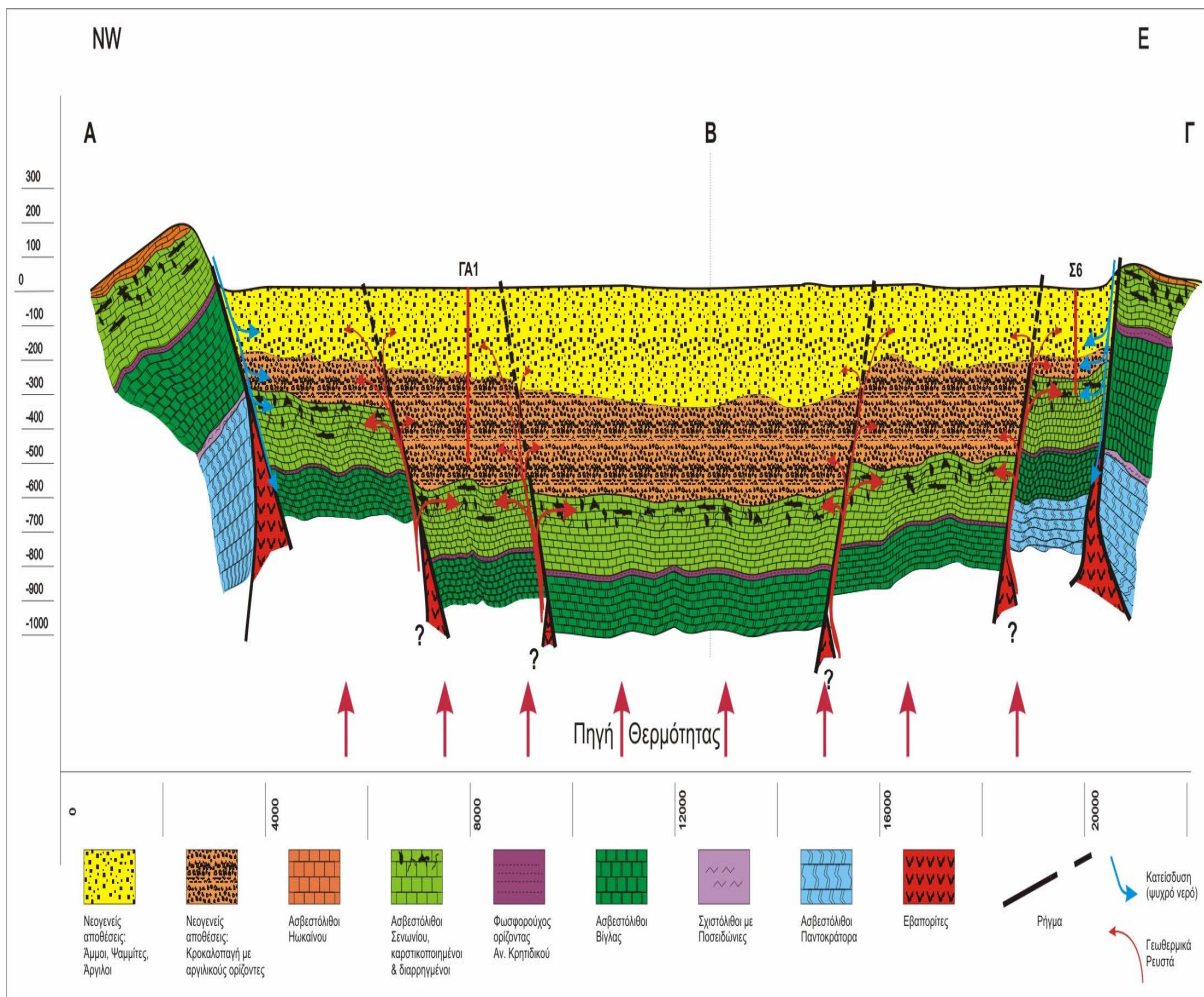 NW E
Α Β Γ
300
200
100
0
-100
-200
-300
-400
-500
-600
-700
-800
-900
-1000
ΓΑ1
Σ6
?
?
?
?
Πηγή Θερμότητας
0 4000 8000 12000 16000 20000
Νεογενείς
αποθέσεις:
Άμμοι, Ψαμμίτες,
Άργιλοι
Νεογενείς
αποθέσεις:
Κροκαλοπαγή με
αργιλικούς ορίζοντες
Ασβεστόλιθοι
Ηωκαίνου
Ασβεστόλιθοι
Σενωνίου,
καρστικοποιημένοι
& διαρρηγμένοι
Φωσφορούχος
ορίζοντας
Αν. Κρητιδικού
Ασβεστόλιθοι
Βίγλας
Σχιστόλιθοι με
Ποσειδώνιες
Ασβεστόλιθοι
Παντοκράτορα
Εβαπορίτες
Ρήγμα
Κατείσδυση
(ψυχρό νερό)
Γεωθερμικά
Ρευστά